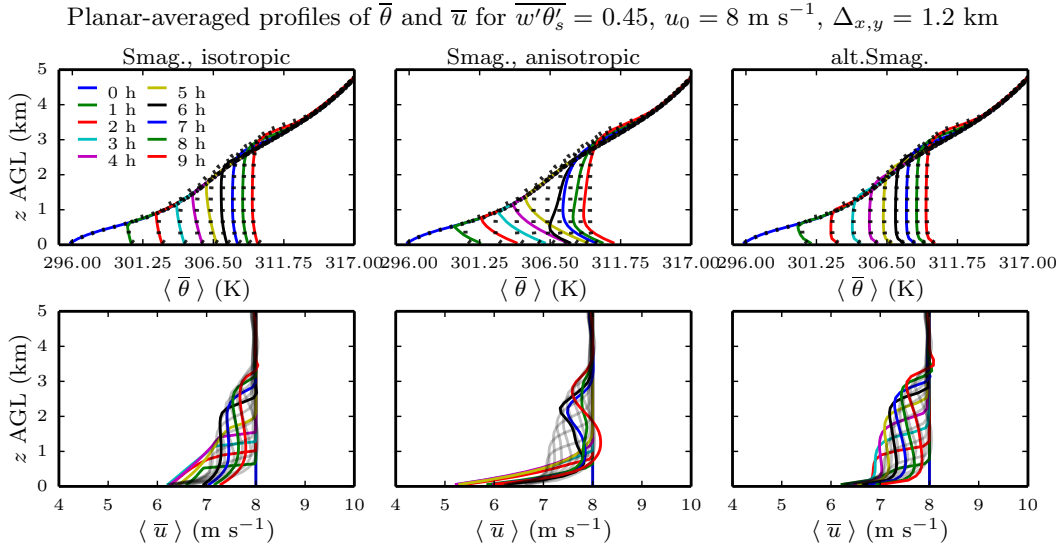 Planar-averaged profiles of θ̅ and u̅ for \overline{w'θ'_s} = 0.45, u₀ = 8 m s⁻¹, Δ_{x,y} = 1.2 km
Smag., isotropic
Smag., anisotropic
alt.Smag.
z AGL (km)
5
4
3
2
1
0
0 h
1 h
2 h
3 h
4 h
5 h
6 h
7 h
8 h
9 h
296.00 301.25 306.50 311.75 317.00
296.00 301.25 306.50 311.75 317.00
296.00 301.25 306.50 311.75 317.00
⟨ θ̅ ⟩ (K)
⟨ θ̅ ⟩ (K)
⟨ θ̅ ⟩ (K)
z AGL (km)
5
4
3
2
1
0
4 5 6 7 8 9 10
4 5 6 7 8 9 10
4 5 6 7 8 9 10
⟨ u̅ ⟩ (m s⁻¹)
⟨ u̅ ⟩ (m s⁻¹)
⟨ u̅ ⟩ (m s⁻¹)